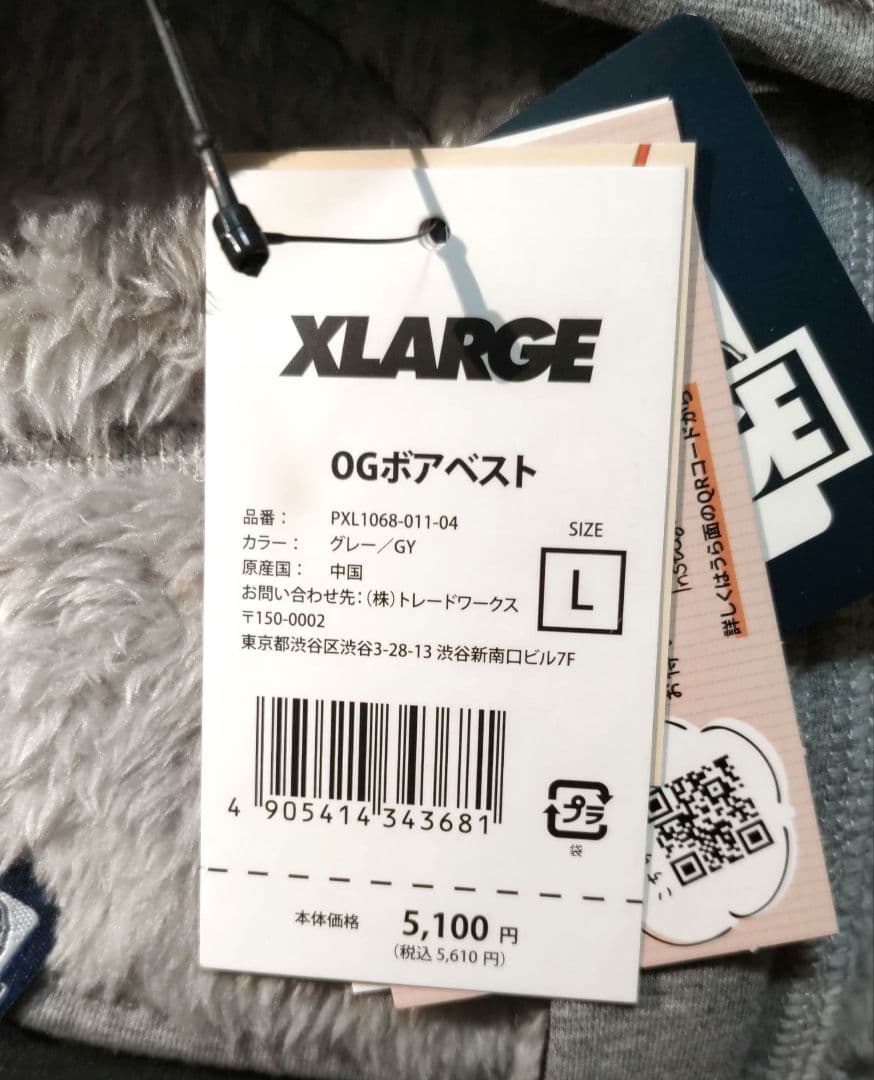 XLARGE
OGボアベスト
品番： PXL1068-011-04
カラー： グレー／GY
原産国： 中国
お問い合わせ先：（株）トレードワークス
〒150-0002
東京都渋谷区渋谷3-28-13 渋谷新南口ビル7F
SIZE
L
4 905414 343681
プラ
袋
本体価格 5,100 円
（税込 5,610 円）
詳しくはうら面のQRコードから